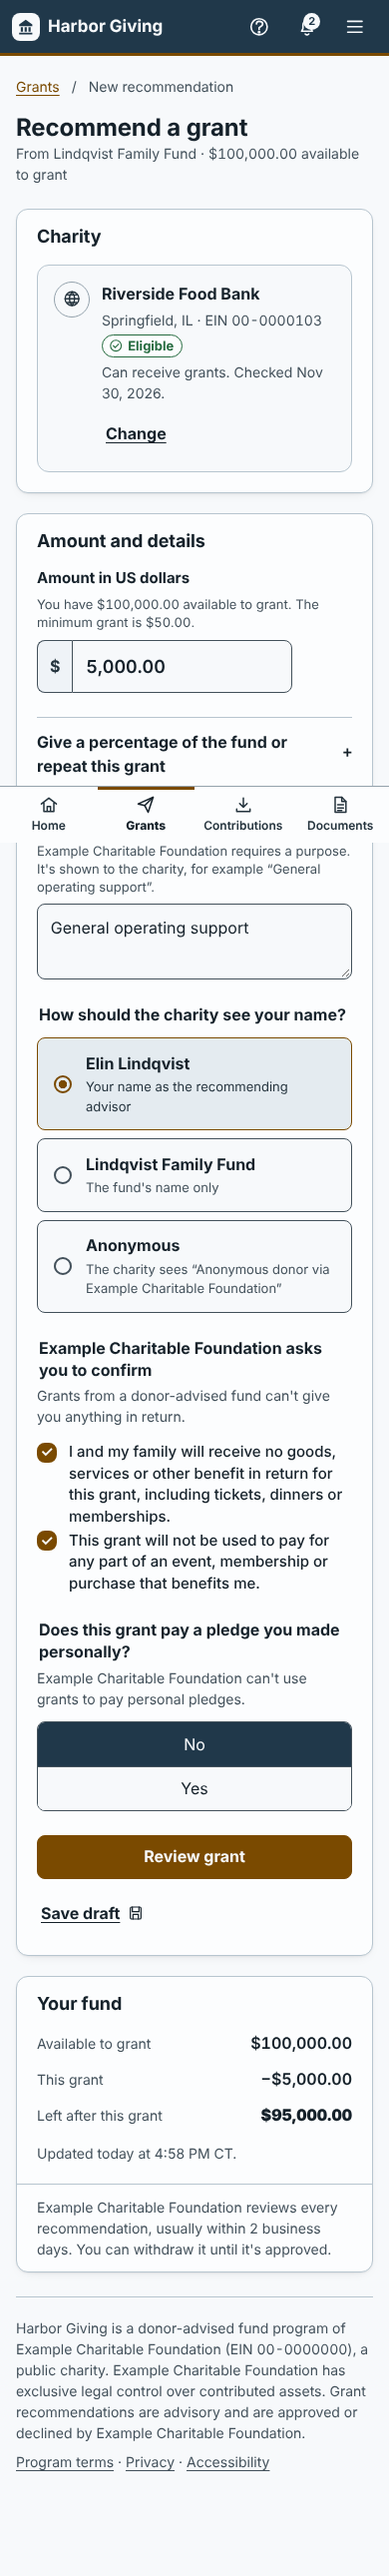 Harbor Giving
2
Grants / New recommendation
Recommend a grant
From Lindqvist Family Fund · $100,000.00 available
to grant
Charity
Riverside Food Bank
Springfield, IL · EIN 00-0000103
Eligible
Can receive grants. Checked Nov
30, 2026.
Change
Amount and details
Amount in US dollars
You have $100,000.00 available to grant. The
minimum grant is $50.00.
$ 5,000.00
Give a percentage of the fund or
repeat this grant
+
Home Grants Contributions Documents
Example Charitable Foundation requires a purpose.
It's shown to the charity, for example “General
operating support”.
General operating support
How should the charity see your name?
Elin Lindqvist
Your name as the recommending
advisor
Lindqvist Family Fund
The fund's name only
Anonymous
The charity sees “Anonymous donor via
Example Charitable Foundation”
Example Charitable Foundation asks
you to confirm
Grants from a donor-advised fund can't give
you anything in return.
I and my family will receive no goods,
services or other benefit in return for
this grant, including tickets, dinners or
memberships.
This grant will not be used to pay for
any part of an event, membership or
purchase that benefits me.
Does this grant pay a pledge you made
personally?
Example Charitable Foundation can't use
grants to pay personal pledges.
No
Yes
Review grant
Save draft
Your fund
Available to grant $100,000.00
This grant −$5,000.00
Left after this grant $95,000.00
Updated today at 4:58 PM CT.
Example Charitable Foundation reviews every
recommendation, usually within 2 business
days. You can withdraw it until it's approved.
Harbor Giving is a donor-advised fund program of
Example Charitable Foundation (EIN 00-0000000), a
public charity. Example Charitable Foundation has
exclusive legal control over contributed assets. Grant
recommendations are advisory and are approved or
declined by Example Charitable Foundation.
Program terms · Privacy · Accessibility